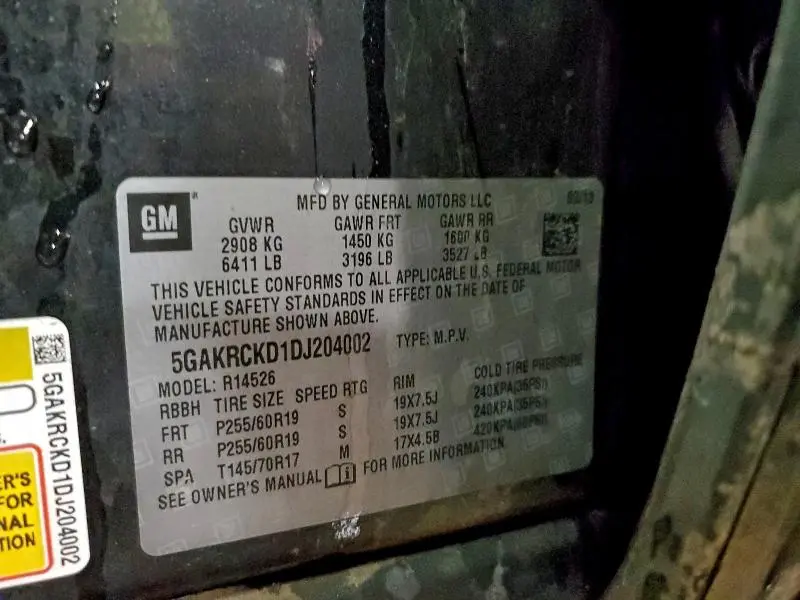 GM
MFD BY GENERAL MOTORS LLC
GVWR GAWR FRT GAWR RR
2908 KG 1450 KG 1600 KG
6411 LB 3196 LB 3527 LB
THIS VEHICLE CONFORMS TO ALL APPLICABLE U.S. FEDERAL MOTOR
VEHICLE SAFETY STANDARDS IN EFFECT ON THE DATE OF
MANUFACTURE SHOWN ABOVE.
5GAKRCKD1DJ204002 TYPE: M.P.V.
MODEL: R14526
RBBH TIRE SIZE SPEED RTG RIM COLD TIRE PRESSURE
FRT P255/60R19 S 19X7.5J 240KPA(35PSI)
RR P255/60R19 S 19X7.5J 240KPA(35PSI)
SPA T145/70R17 M 17X4.5B 420KPA(60PSI)
SEE OWNER'S MANUAL FOR MORE INFORMATION
5GAKRCKD1DJ204002
ER'S
FOR
NAL
TION